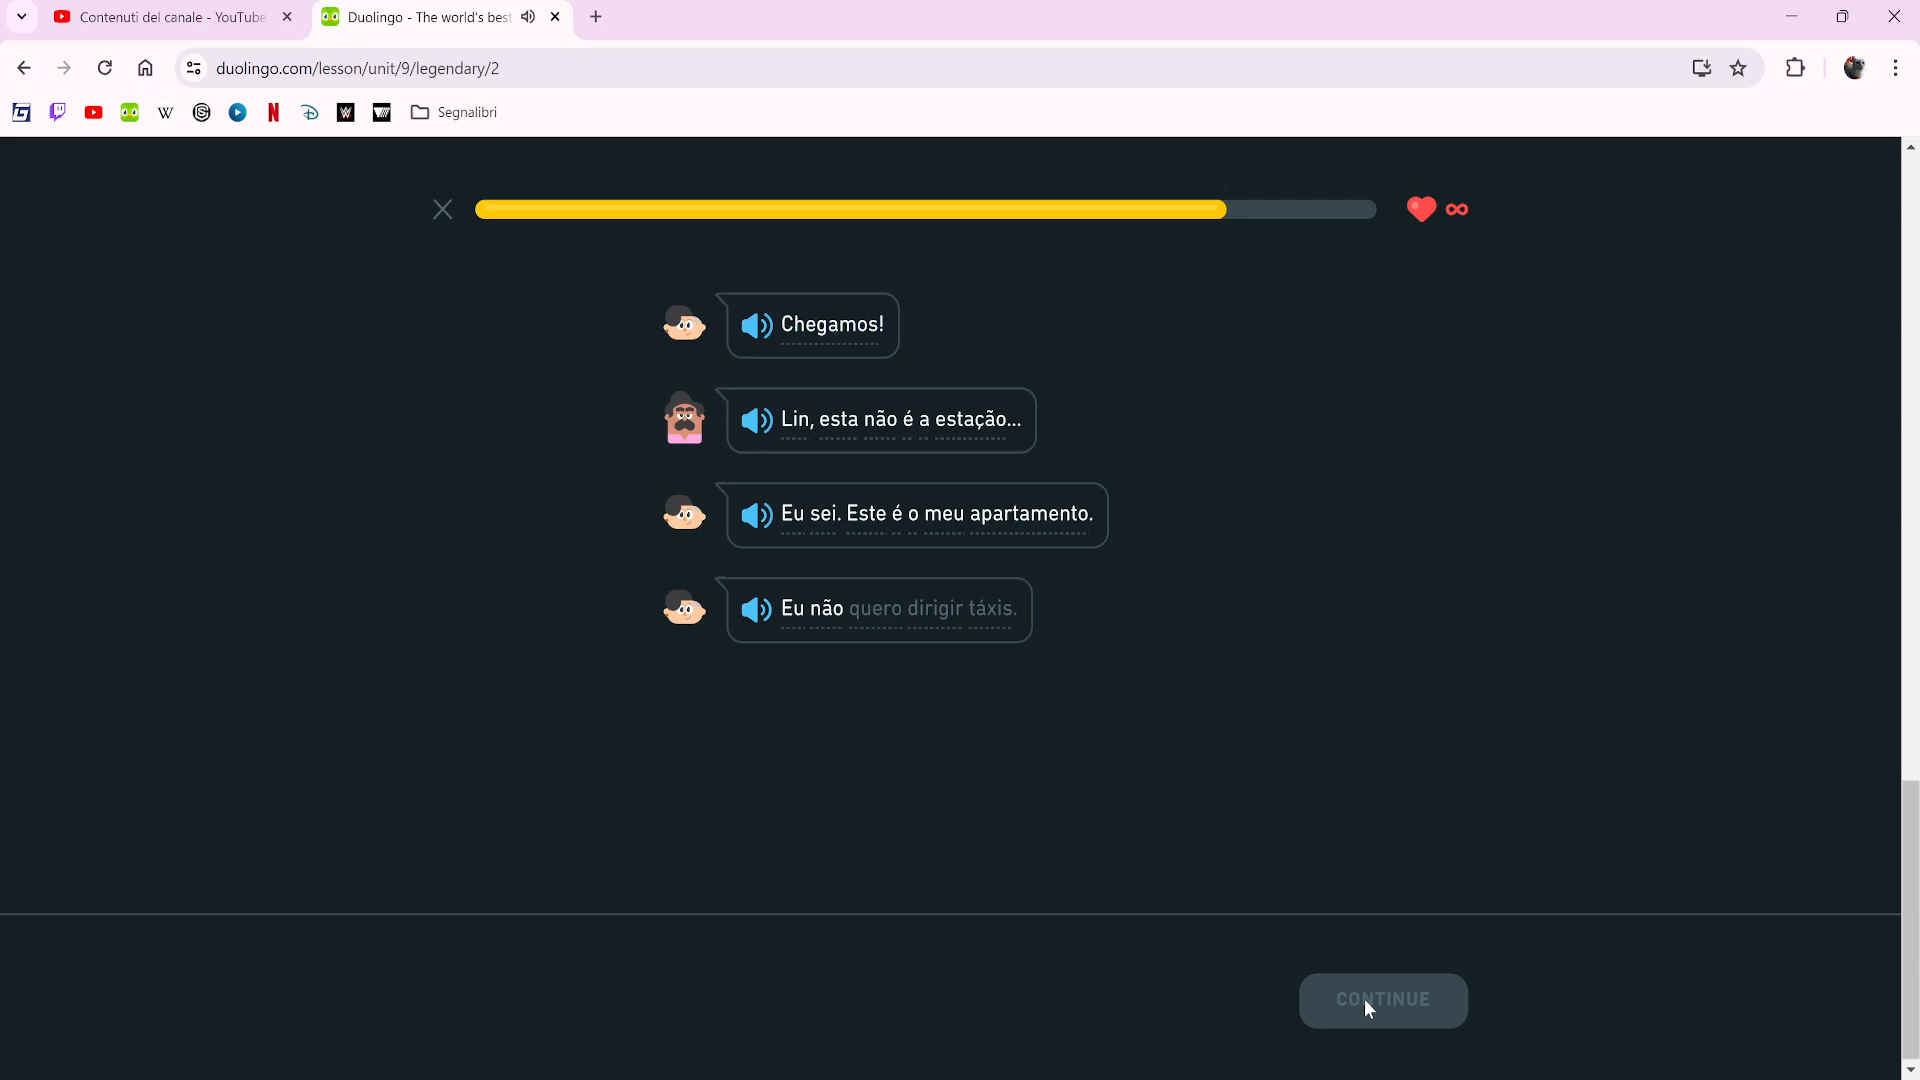 Contenuti del canale - YouTube
Duolingo - The world's best
duolingo.com/lesson/unit/9/legendary/2
Segnalibri
Chegamos!
Lin, esta não é a estação...
Eu sei. Este é o meu apartamento.
Eu não quero dirigir táxis.
CONTINUE